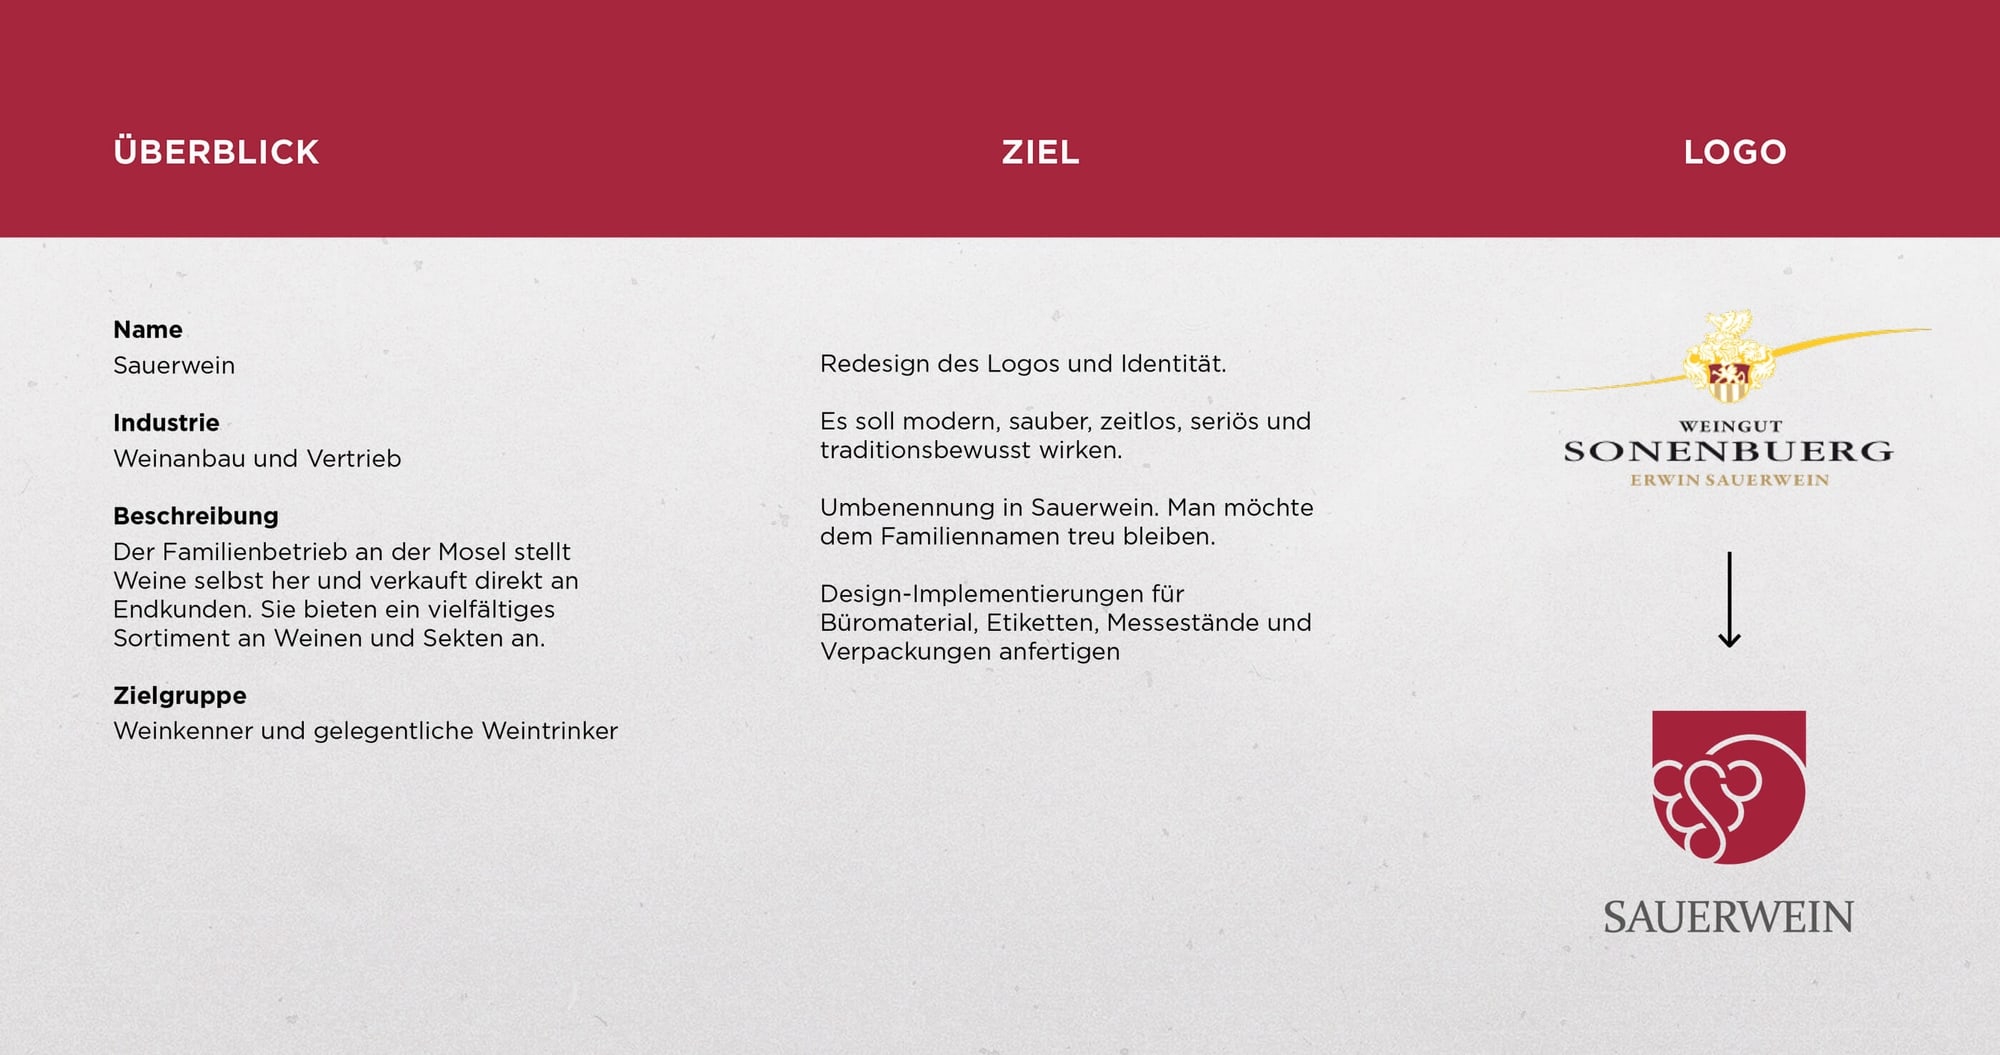 ÜBERBLICK
ZIEL
LOGO
Name
Sauerwein
Industrie
Weinanbau und Vertrieb
Beschreibung
Der Familienbetrieb an der Mosel stellt
Weine selbst her und verkauft direkt an
Endkunden. Sie bieten ein vielfältiges
Sortiment an Weinen und Sekten an.
Zielgruppe
Weinkenner und gelegentliche Weintrinker
Redesign des Logos und Identität.
Es soll modern, sauber, zeitlos, seriös und
traditionsbewusst wirken.
Umbenennung in Sauerwein. Man möchte
dem Familiennamen treu bleiben.
Design-Implementierungen für
Büromaterial, Etiketten, Messestände und
Verpackungen anfertigen
WEINGUT
SONENBUERG
ERWIN SAUERWEIN
SAUERWEIN